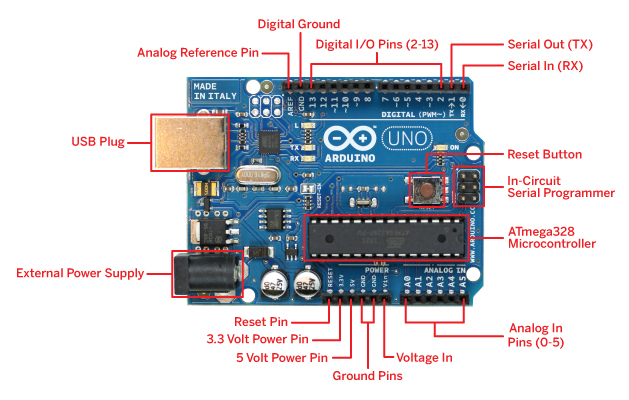 Digital Ground
Analog Reference Pin
Digital I/O Pins (2-13)
Serial Out (TX)
Serial In (RX)
MADE
IN ITALY
AREF
GND
13
12
~11
~10
~9
8
7
~6
~5
4
~3
2
TX→1
RX←0
DIGITAL (PWM~)
L
TX
RX
ARDUINO
UNO
ON
USB Plug
Reset Button
In-Circuit
Serial Programmer
RESET-EN
ATmega328
Microcontroller
WWW.ARDUINO.CC
External Power Supply
POWER
ANALOG IN
RESET
3.3V
5V
GND
GND
Vin
A0
A1
A2
A3
A4
A5
Reset Pin
3.3 Volt Power Pin
5 Volt Power Pin
Ground Pins
Voltage In
Analog In
Pins (0-5)